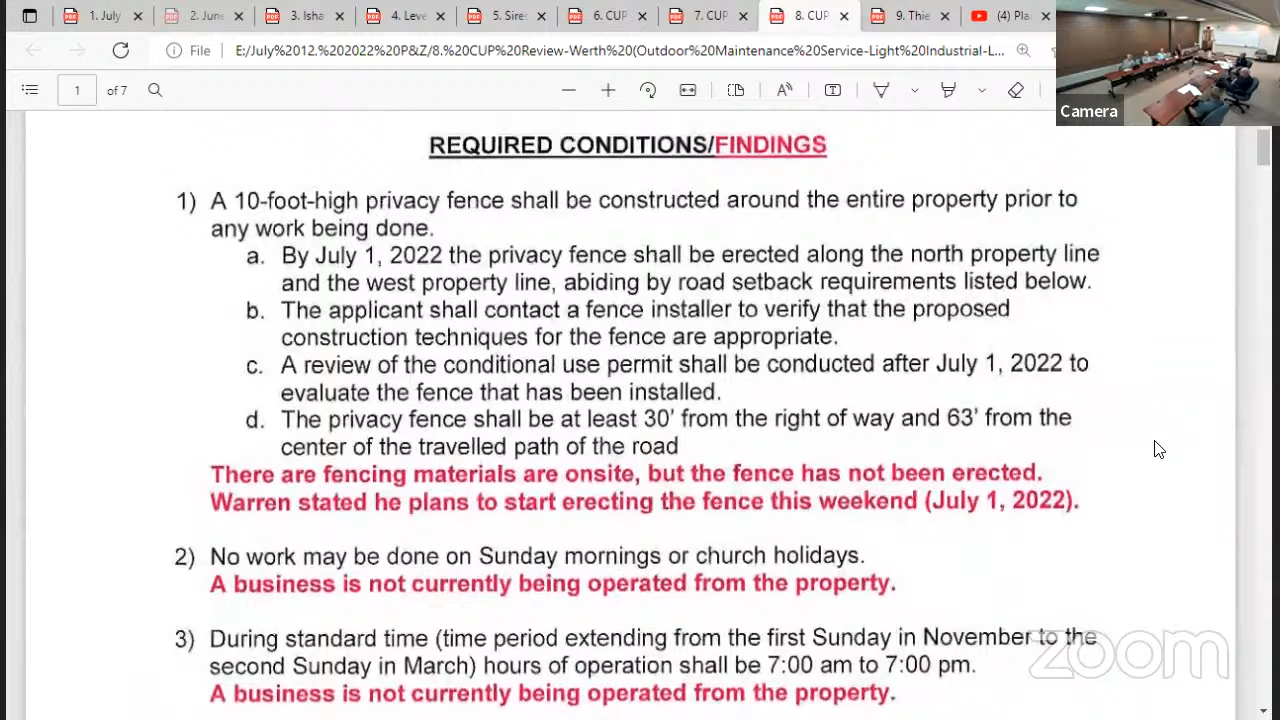 1. July
2. June
3. Isha
4. Leve
5. Sires
6. CUP
7. CUP
8. CUP
9. Thie
(4) Pla
File
E:/July%2012.%202022%20P&Z/8.%20CUP%20Review-Werth%20(Outdoor%20Maintenance%20Service-Light%20Industrial-L...
1 of 7
Camera
REQUIRED CONDITIONS/FINDINGS
1) A 10-foot-high privacy fence shall be constructed around the entire property prior to
any work being done.
a. By July 1, 2022 the privacy fence shall be erected along the north property line
and the west property line, abiding by road setback requirements listed below.
b. The applicant shall contact a fence installer to verify that the proposed
construction techniques for the fence are appropriate.
c. A review of the conditional use permit shall be conducted after July 1, 2022 to
evaluate the fence that has been installed.
d. The privacy fence shall be at least 30' from the right of way and 63' from the
center of the travelled path of the road
There are fencing materials are onsite, but the fence has not been erected.
Warren stated he plans to start erecting the fence this weekend (July 1, 2022).
2) No work may be done on Sunday mornings or church holidays.
A business is not currently being operated from the property.
3) During standard time (time period extending from the first Sunday in November to the
second Sunday in March) hours of operation shall be 7:00 am to 7:00 pm.
A business is not currently being operated from the property.
zoom